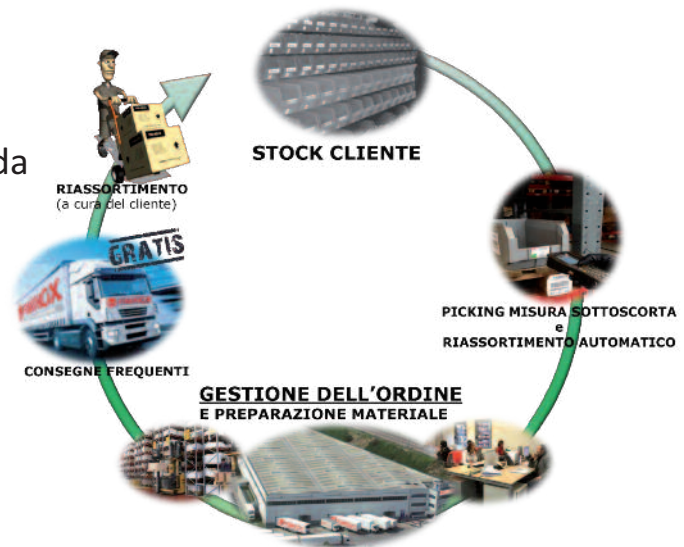 STOCK CLIENTE
da
RIASSORTIMENTO
(a cura del cliente)
GRATIS
PICKING MISURA SOTTOSCORTA
e
RIASSORTIMENTO AUTOMATICO
CONSEGNE FREQUENTI
GESTIONE DELL'ORDINE
E PREPARAZIONE MATERIALE